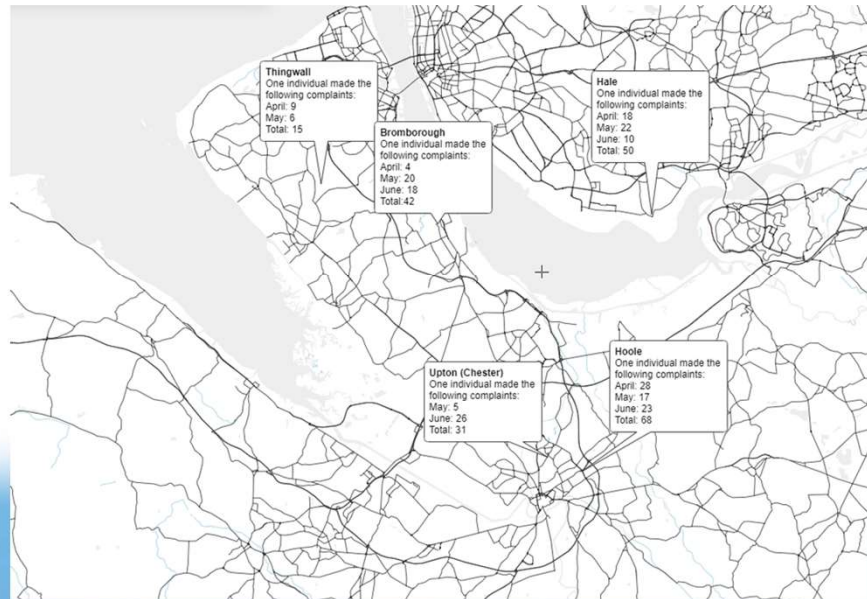 Thingwall
One individual made the
following complaints:
April: 9
May: 6
Total: 15
Bromborough
One individual made the
following complaints:
April: 4
May: 20
June: 18
Total:42
Hale
One individual made the
following complaints:
April: 18
May: 22
June: 10
Total: 50
Upton (Chester)
One individual made the
following complaints:
May: 5
June: 26
Total: 31
Hoole
One individual made the
following complaints:
April: 28
May: 17
June: 23
Total: 68